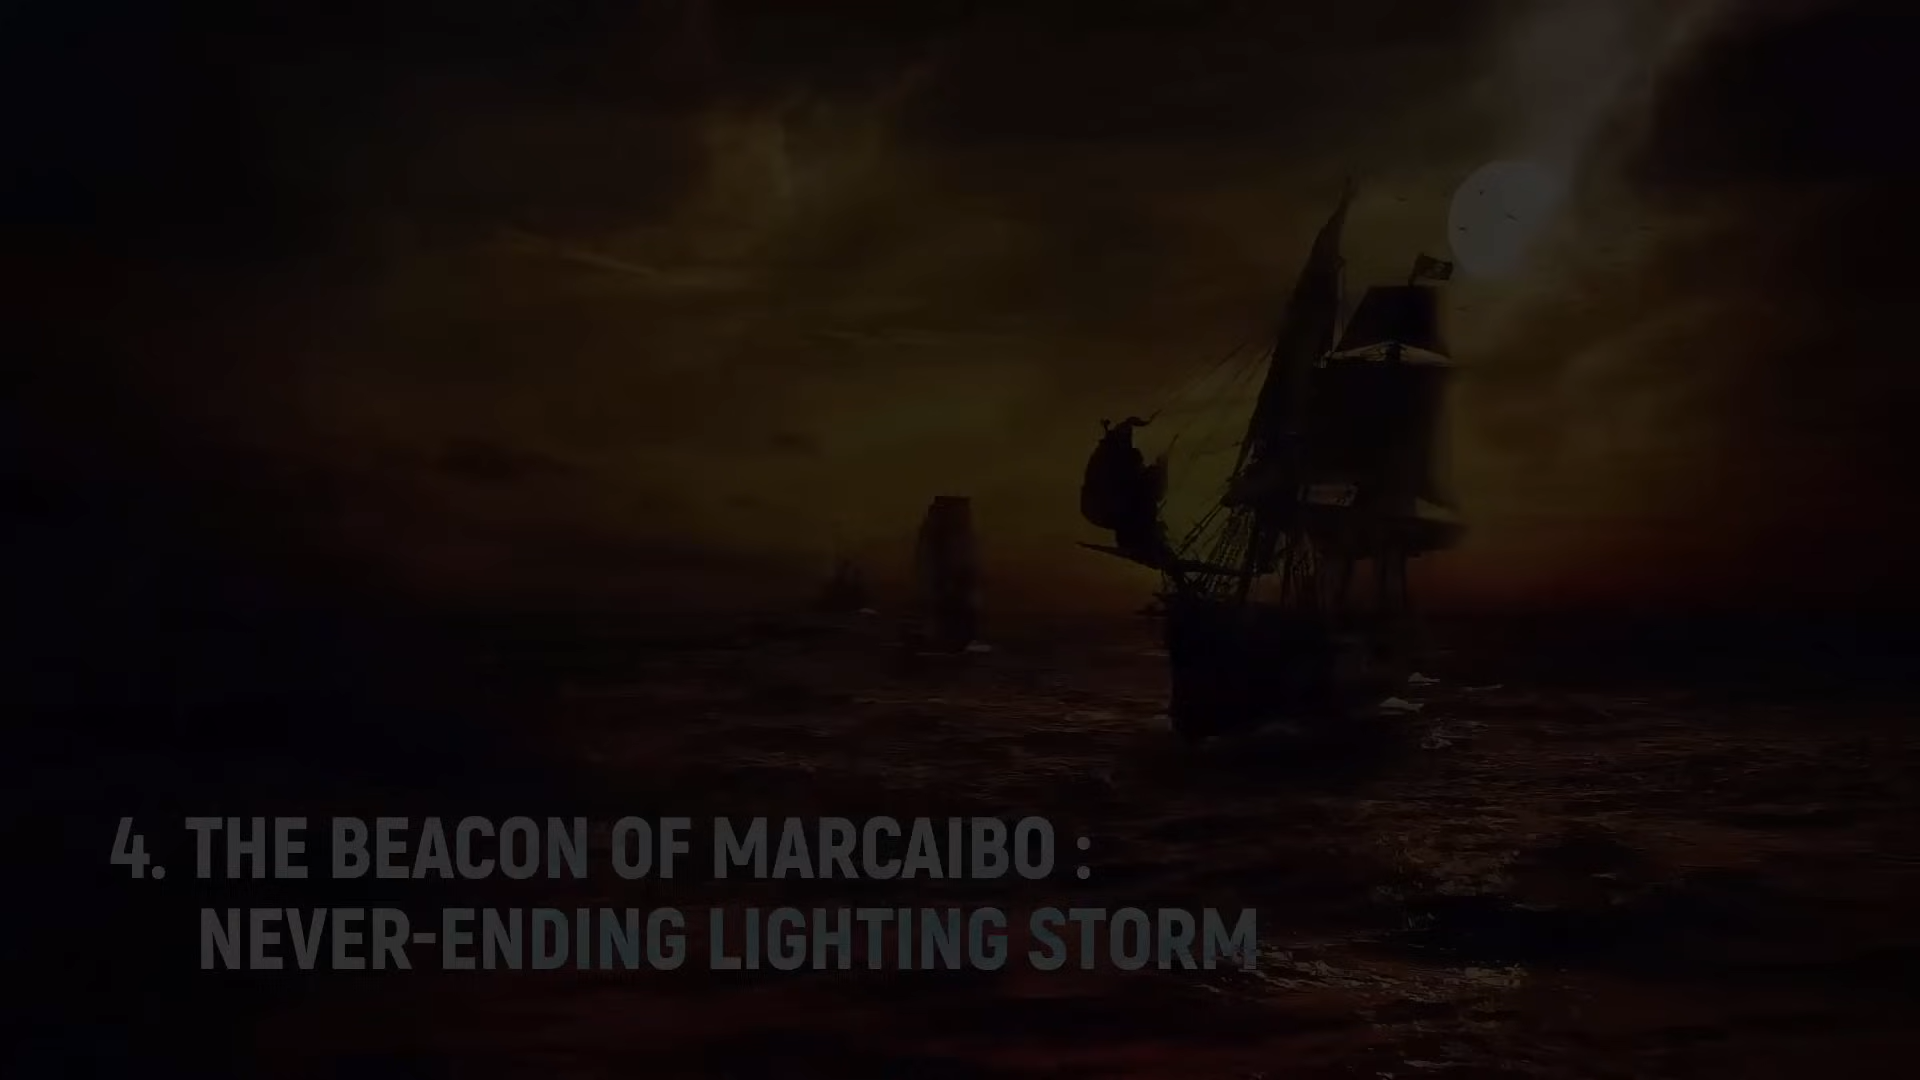 4. THE BEACON OF MARCAIBO :
NEVER-ENDING LIGHTING STORM